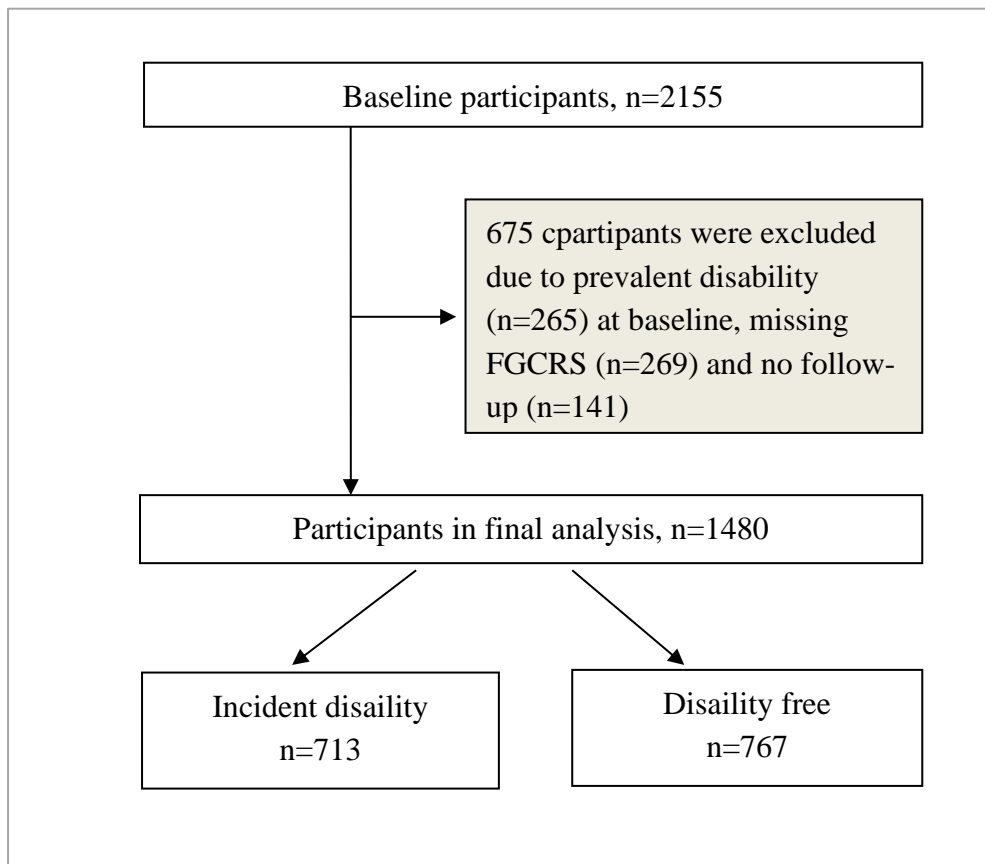 Baseline participants, n=2155
675 cpartipants were excluded
due to prevalent disability
(n=265) at baseline, missing
FGCRS (n=269) and no follow-
up (n=141)
Participants in final analysis, n=1480
Incident disaility
n=713
Disaility free
n=767